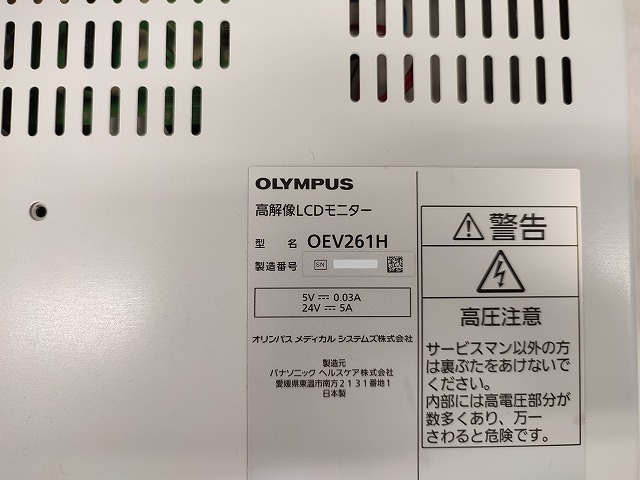 OLYMPUS
高解像LCDモニター
型 名 OEV261H
製造番号 SN
5V ⎓ 0.03A
24V ⎓ 5A
オリンパス メディカル システムズ株式会社
製造元
パナソニック ヘルスケア株式会社
愛媛県東温市南方2131番地1
日本製
⚠警告
高圧注意
サービスマン以外の方
は裏ぶたをあけないで
ください。
内部には高電圧部分が
数多くあり、万一
さわると危険です。